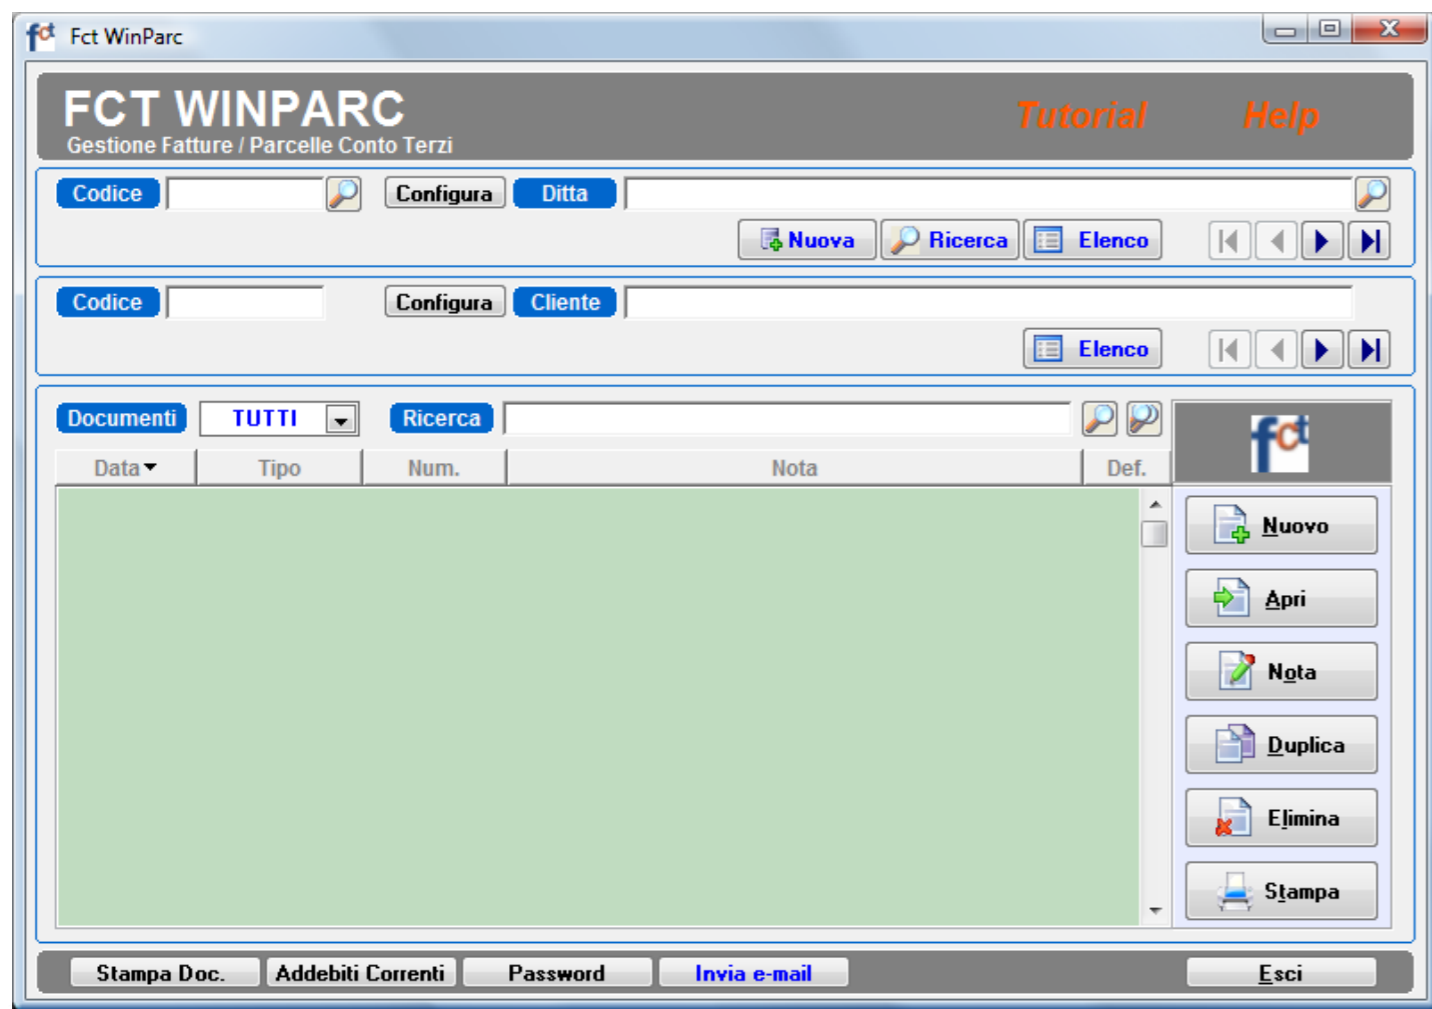 fct Fct WinParc
FCT WINPARC
Tutorial Help
Gestione Fatture / Parcelle Conto Terzi
Codice Configura Ditta
Nuova Ricerca Elenco
Codice Configura Cliente
Elenco
Documenti TUTTI Ricerca
fct
Data Tipo Num. Nota Def.
Nuovo
Apri
Nota
Duplica
Elimina
Stampa
Stampa Doc. Addebiti Correnti Password Invia e-mail Esci